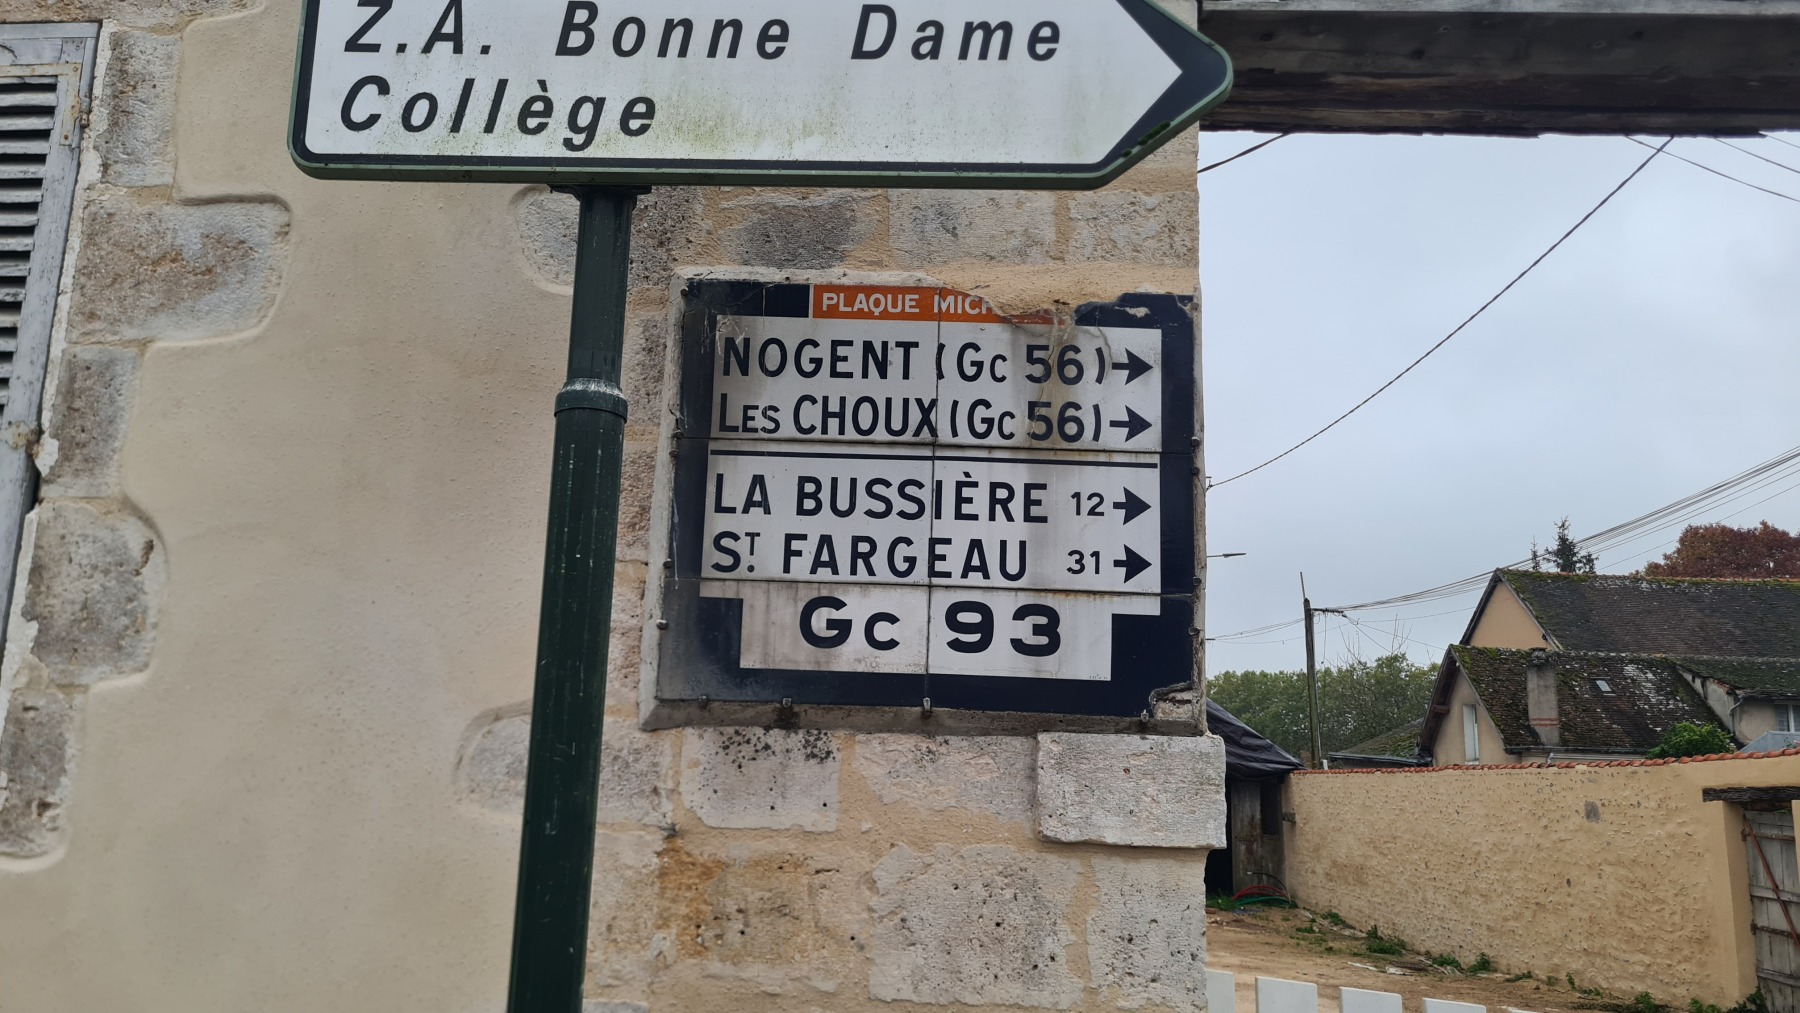 Z.A. Bonne Dame
Collège
PLAQUE
NOGENT (Gc 56)
LES CHOUX (Gc 56)
LA BUSSIÈRE 12
ST. FARGEAU 31
Gc 93